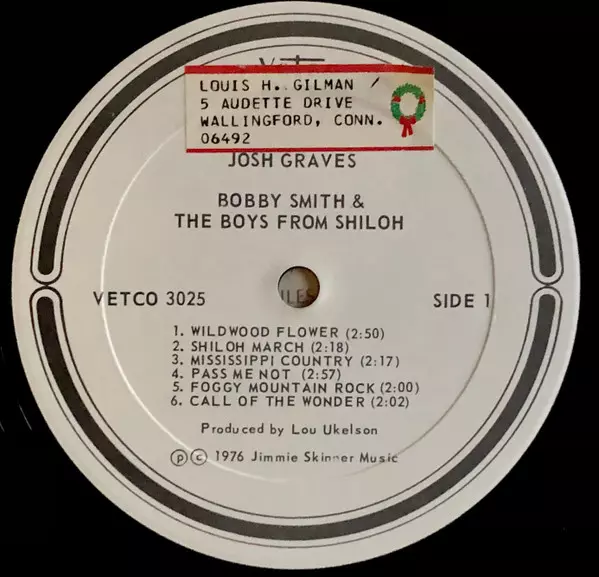 LOUIS H. GILMAN
5 AUDETTE DRIVE
WALLINGFORD, CONN.
06492
JOSH GRAVES
BOBBY SMITH &
THE BOYS FROM SHILOH
VETCO 3025
SIDE 1
1. WILDWOOD FLOWER (2:50)
2. SHILOH MARCH (2:18)
3. MISSISSIPPI COUNTRY (2:17)
4. PASS ME NOT (2:57)
5. FOGGY MOUNTAIN ROCK (2:00)
6. CALL OF THE WONDER (2:02)
Produced by Lou Ukelson
℗ © 1976 Jimmie Skinner Music